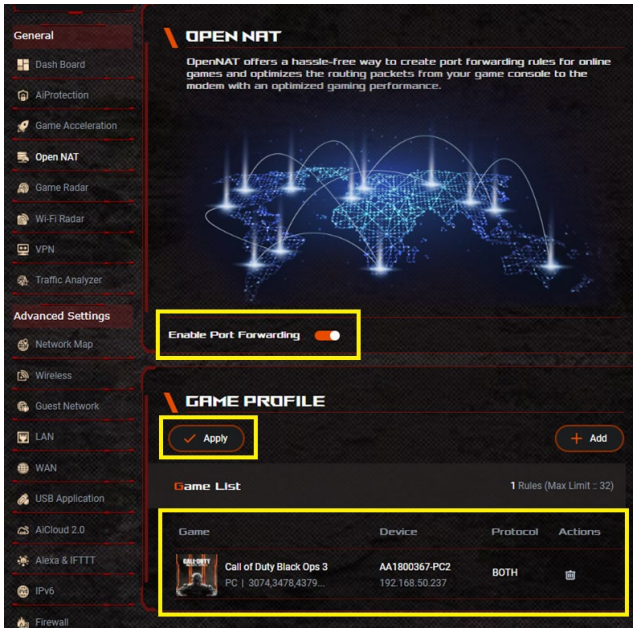 General
Dash Board
AiProtection
Game Acceleration
Open NAT
Game Radar
Wi-Fi Radar
VPN
Traffic Analyzer
Advanced Settings
Network Map
Wireless
Guest Network
LAN
WAN
USB Application
AiCloud 2.0
Alexa & IFTTT
IPv6
Firewall
OPEN NAT
OpenNAT offers a hassle-free way to create port forwarding rules for online
games and optimizes the routing packets from your game console to the
modem with an optimized gaming performance.
Enable Port Forwarding
GAME PROFILE
Apply
Add
Game List
1 Rules (Max Limit :: 32)
Game Device Protocol Actions
CALL·DUTY
Call of Duty Black Ops 3 AA1800367-PC2 BOTH
PC | 3074,3478,4379... 192.168.50.237